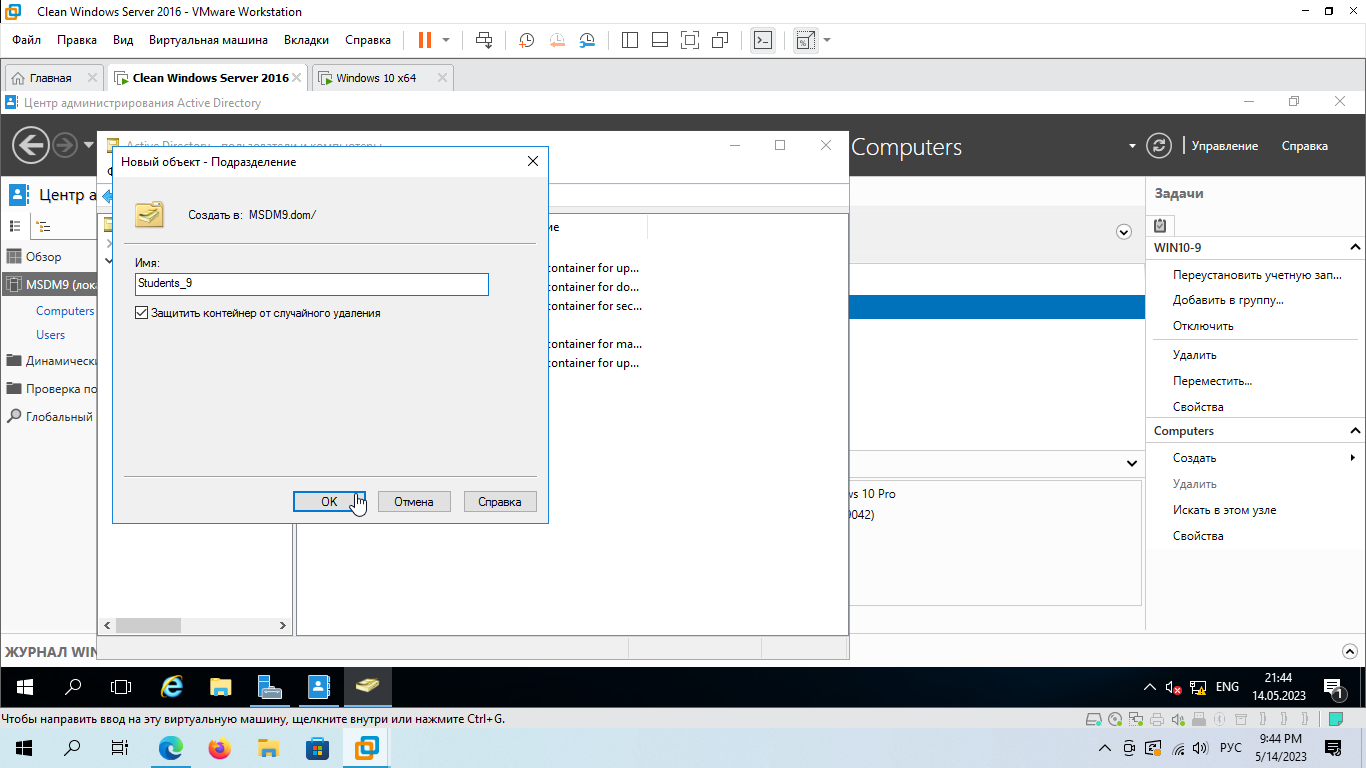 Clean Windows Server 2016 - VMware Workstation
Файл Правка Вид Виртуальная машина Вкладки Справка
Главная Clean Windows Server 2016 Windows 10 x64
Центр администрирования Active Directory
Computers Управление Справка
Active Directory - пользователи и компьютеры
Новый объект - Подразделение
Создать в: MSDM9.dom/
Имя:
Students_9
Защитить контейнер от случайного удаления
OK Отмена Справка
Центр а
Обзор
MSDM9 (лока
Computers
Users
Динамически
Проверка по
Глобальный
ие
container for up...
container for do...
container for sec...
container for ma...
container for up...
vs 10 Pro
9042)
Задачи
WIN10-9
Переустановить учетную зап...
Добавить в группу...
Отключить
Удалить
Переместить...
Свойства
Computers
Создать
Удалить
Искать в этом узле
Свойства
ЖУРНАЛ WIN
ENG 21:44
14.05.2023
1
Чтобы направить ввод на эту виртуальную машину, щелкните внутри или нажмите Ctrl+G.
РУС 9:44 PM
5/14/2023